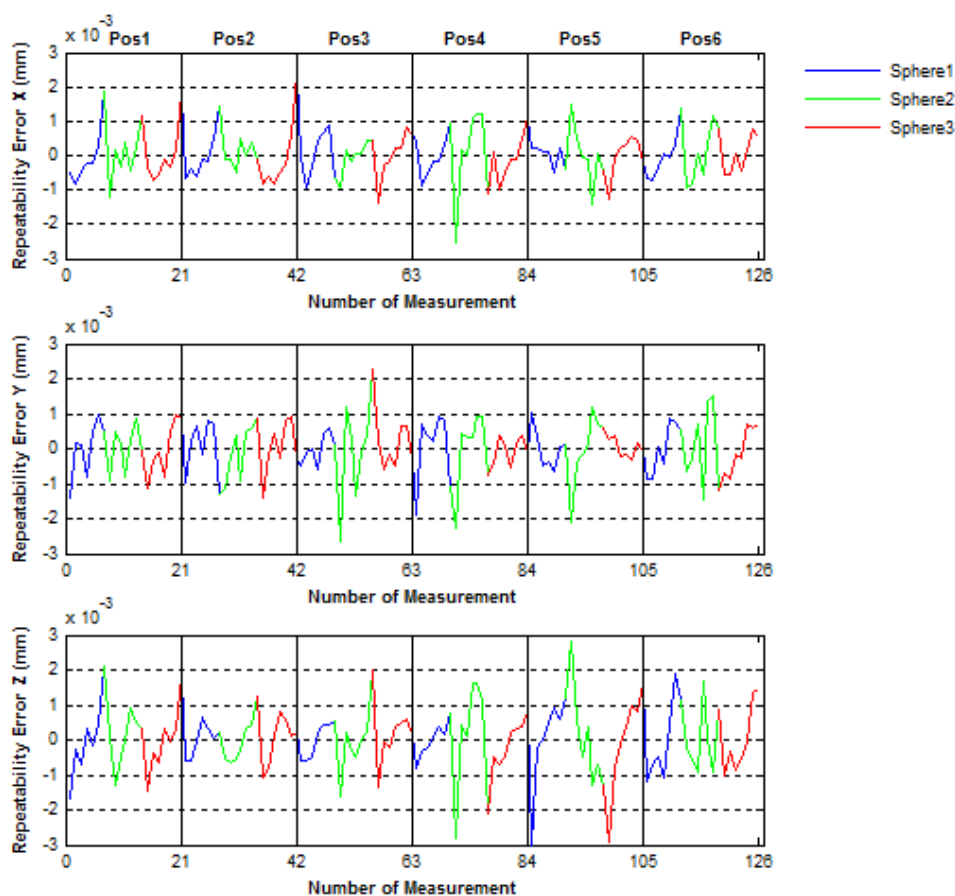 x 10⁻³
Pos1 Pos2 Pos3 Pos4 Pos5 Pos6
Repeatability Error X (mm)
3
2
1
0
-1
-2
-3
0 21 42 63 84 105 126
Number of Measurement
Sphere1
Sphere2
Sphere3
x 10⁻³
Repeatability Error Y (mm)
3
2
1
0
-1
-2
-3
0 21 42 63 84 105 126
Number of Measurement
x 10⁻³
Repeatability Error Z (mm)
3
2
1
0
-1
-2
-3
0 21 42 63 84 105 126
Number of Measurement